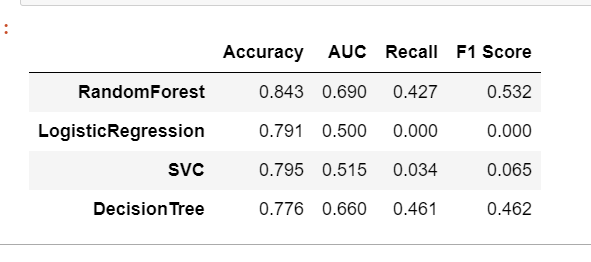 :
Accuracy AUC Recall F1 Score
RandomForest 0.843 0.690 0.427 0.532
LogisticRegression 0.791 0.500 0.000 0.000
SVC 0.795 0.515 0.034 0.065
DecisionTree 0.776 0.660 0.461 0.462